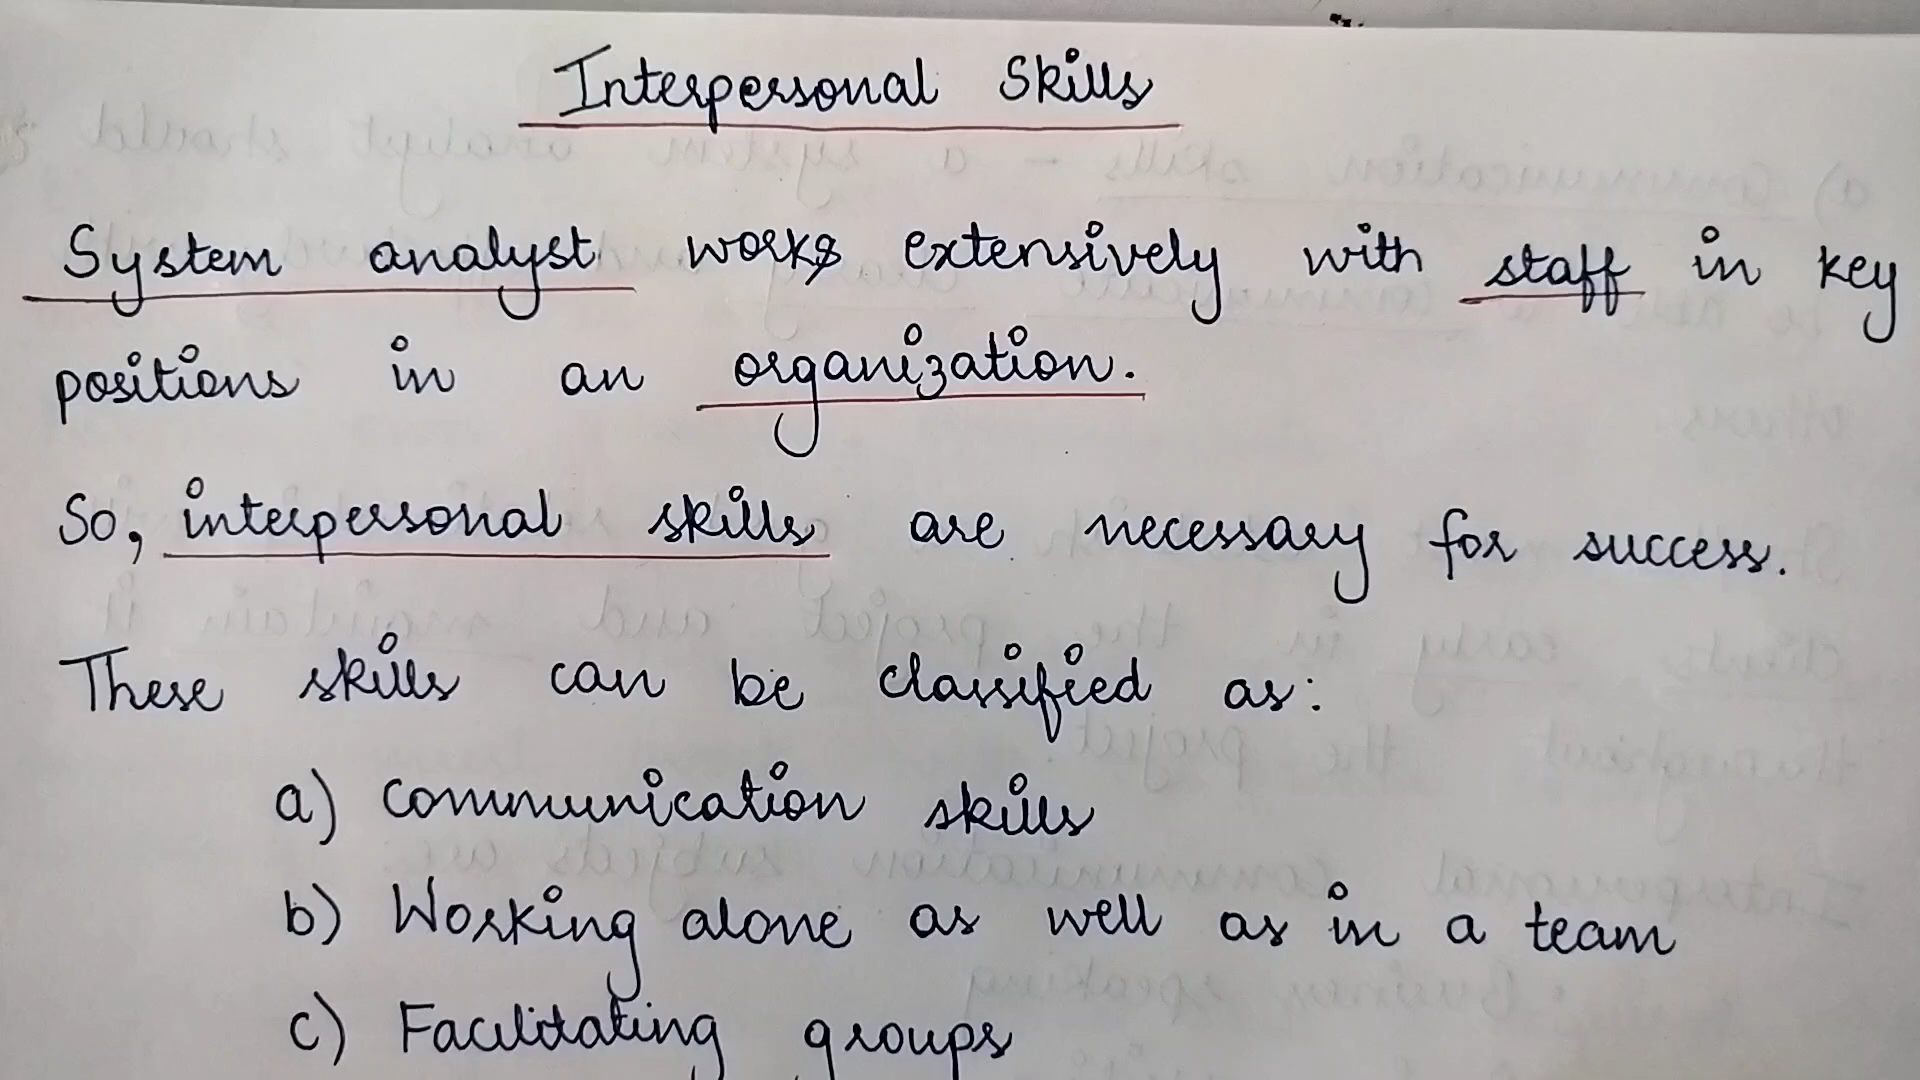 Interpersonal Skills
System analyst works extensively with staff in key
positions in an organization.
So, interpersonal skills are necessary for success.
These skills can be classified as:
a) Communication skills
b) Working alone as well as in a team
c) Facilitating groups